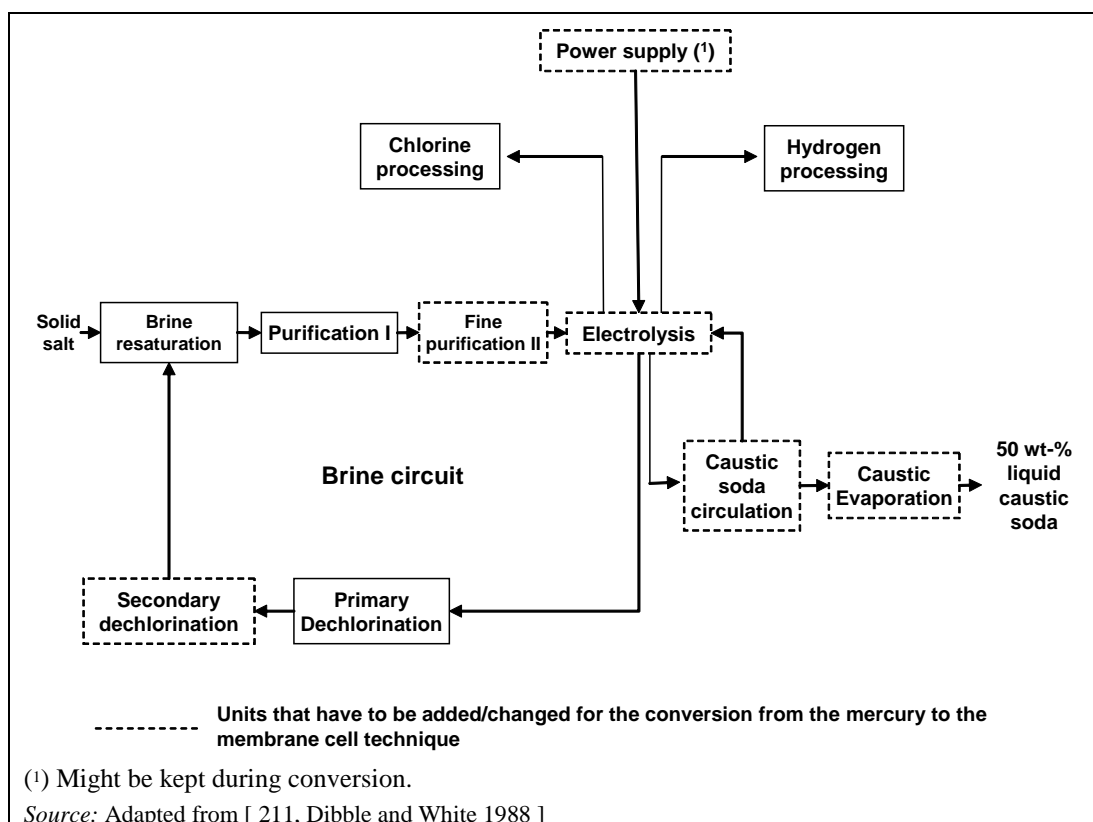 Power supply (1)
Chlorine
processing
Hydrogen
processing
Solid
salt
Brine
resaturation
Purification I
Fine
purification II
Electrolysis
Caustic
soda
circulation
Caustic
Evaporation
50 wt-%
liquid
caustic
soda
Brine circuit
Secondary
dechlorination
Primary
Dechlorination
Units that have to be added/changed for the conversion from the mercury to the
membrane cell technique
(1) Might be kept during conversion.
Source: Adapted from [ 211, Dibble and White 1988 ]